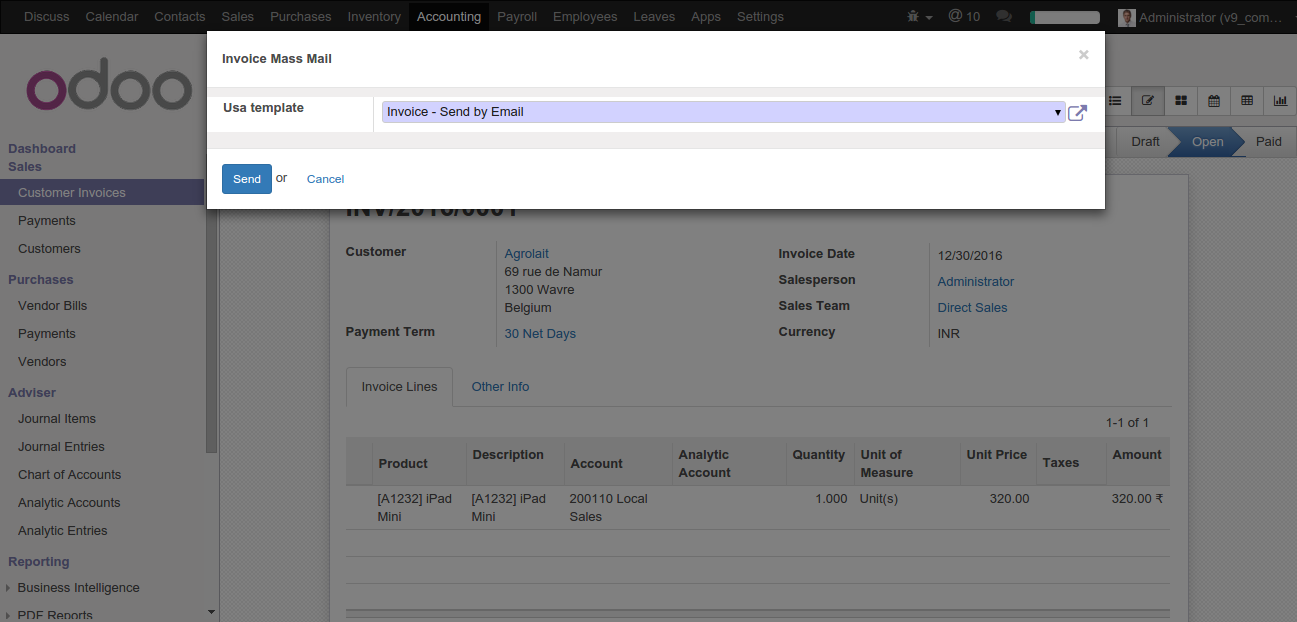 Discuss Calendar Contacts Sales Purchases Inventory Accounting Payroll Employees Leaves Apps Settings @ 10 Administrator (v9_com...
odoo
Invoice Mass Mail ×
Usa template
Invoice - Send by Email
Send or Cancel
Draft Open Paid
Dashboard
Sales
Customer Invoices
Payments
Customers
Purchases
Vendor Bills
Payments
Vendors
Adviser
Journal Items
Journal Entries
Chart of Accounts
Analytic Accounts
Analytic Entries
Reporting
Business Intelligence
PDF Reports
INV/2016/0001
Customer
Agrolait
69 rue de Namur
1300 Wavre
Belgium
Payment Term
30 Net Days
Invoice Date
12/30/2016
Salesperson
Administrator
Sales Team
Direct Sales
Currency
INR
Invoice Lines Other Info
1-1 of 1
Product Description Account Analytic Account Quantity Unit of Measure Unit Price Taxes Amount
[A1232] iPad Mini [A1232] iPad Mini 200110 Local Sales 1.000 Unit(s) 320.00 320.00 ₹